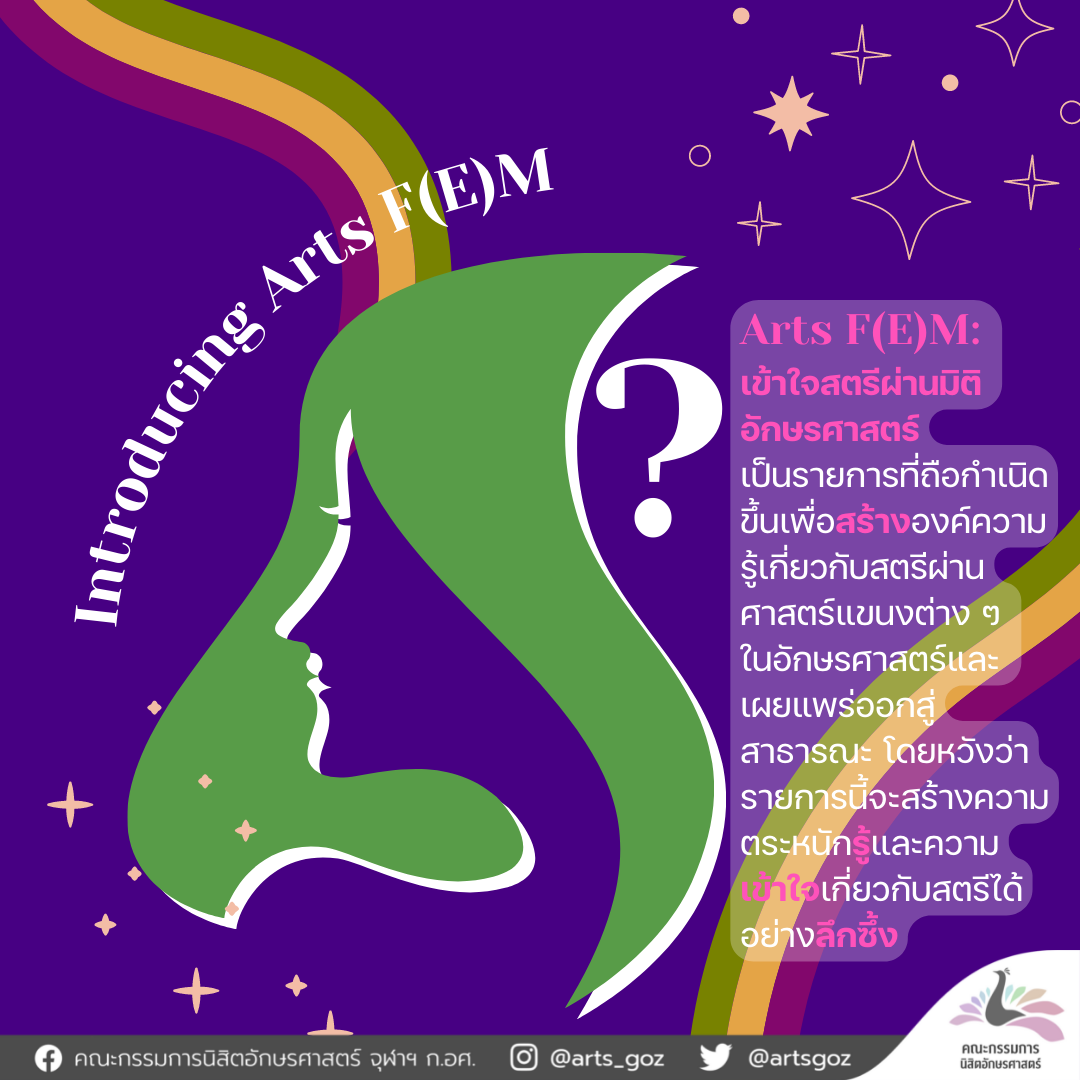 Introducing Arts F(E)M
?
Arts F(E)M:
เข้าใจสตรีผ่านมิติ
อักษรศาสตร์
เป็นรายการที่ถือกำเนิด
ขึ้นเพื่อสร้างองค์ความ
รู้เกี่ยวกับสตรีผ่าน
ศาสตร์แขนงต่าง ๆ
ในอักษรศาสตร์และ
เผยแพร่ออกสู่
สาธารณะ โดยหวังว่า
รายการนี้จะสร้างความ
ตระหนักรู้และความ
เข้าใจเกี่ยวกับสตรีได้
อย่างลึกซึ้ง
คณะกรรมการนิสิตอักษรศาสตร์ จุฬาฯ ก.อศ. @arts_goz @artsgoz
คณะกรรมการ
นิสิตอักษรศาสตร์